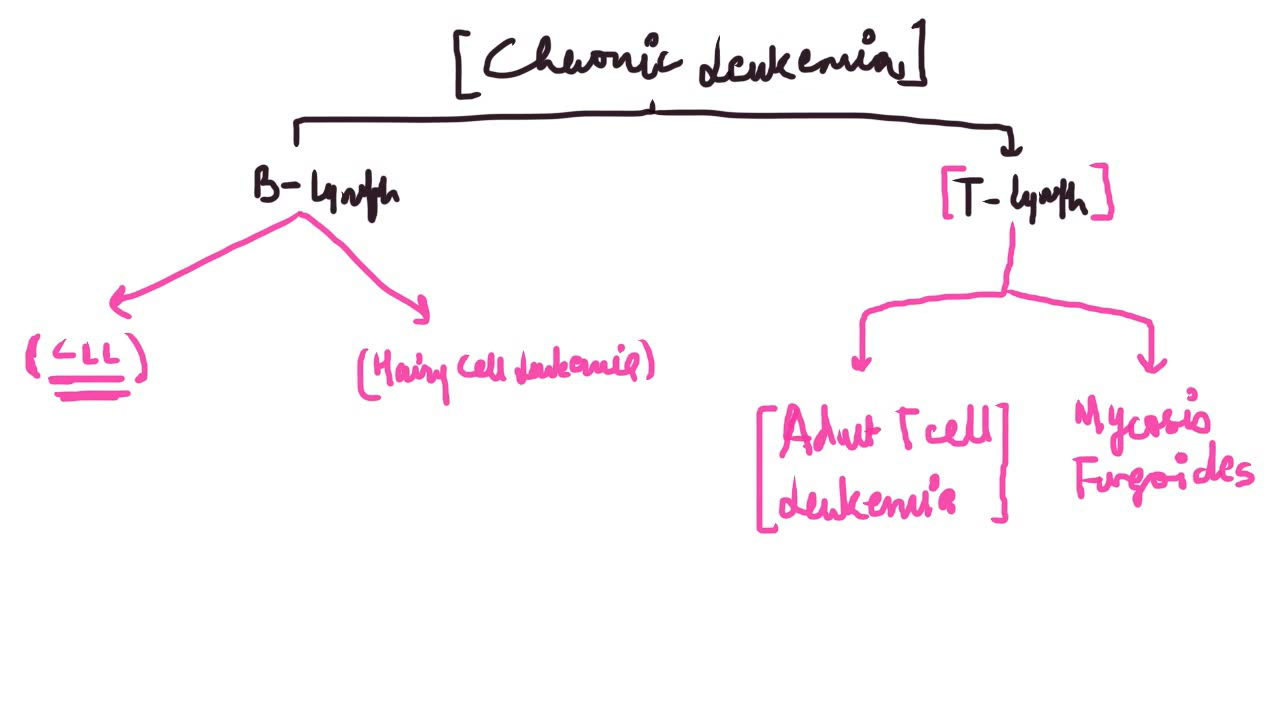 [Chronic Leukemia]
B-lymph
[T-lymph]
(CLL)
(Hairy cell leukemia)
[Adult T cell
Leukemia]
Mycosis
Fungoides